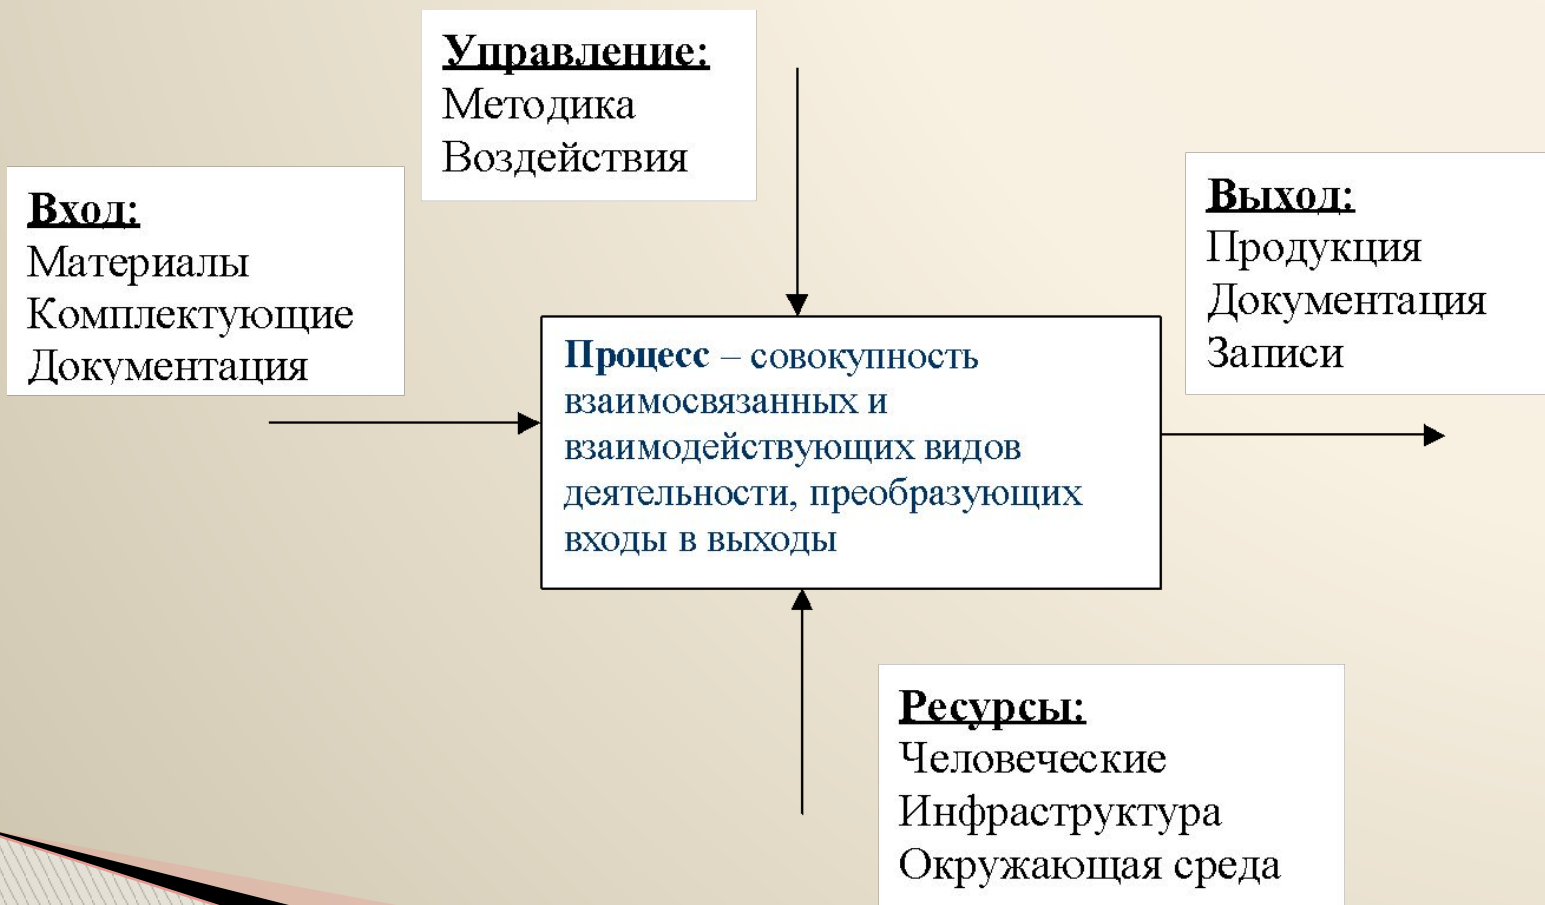 Управление:
Методика
Воздействия
Вход:
Материалы
Комплектующие
Документация
Выход:
Продукция
Документация
Записи
Процесс – совокупность
взаимосвязанных и
взаимодействующих видов
деятельности, преобразующих
входы в выходы
Ресурсы:
Человеческие
Инфраструктура
Окружающая среда